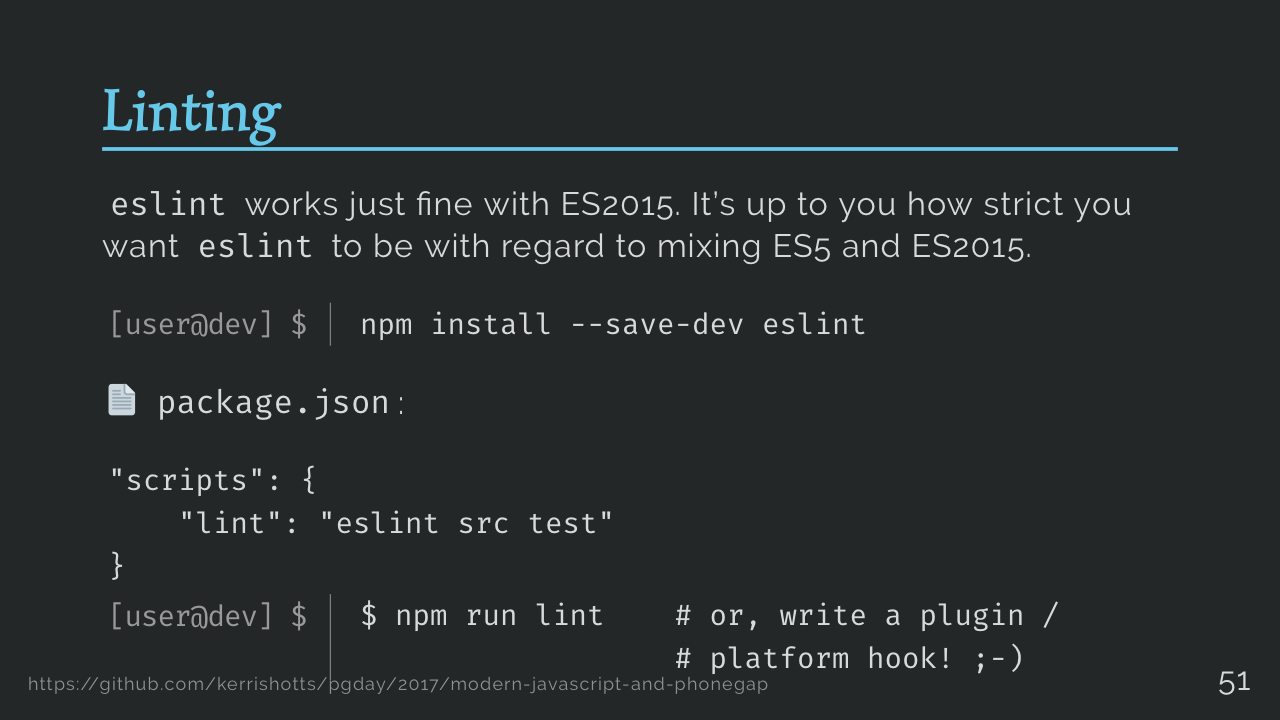 Linting
eslint works just fine with ES2015. It’s up to you how strict you
want eslint to be with regard to mixing ES5 and ES2015.
[user@dev] $ npm install --save-dev eslint
package.json:
"scripts": {
    "lint": "eslint src test"
}
[user@dev] $ $ npm run lint    # or, write a plugin /
# platform hook! ;-)
https://github.com/kerrishotts/pgday/2017/modern-javascript-and-phonegap
51